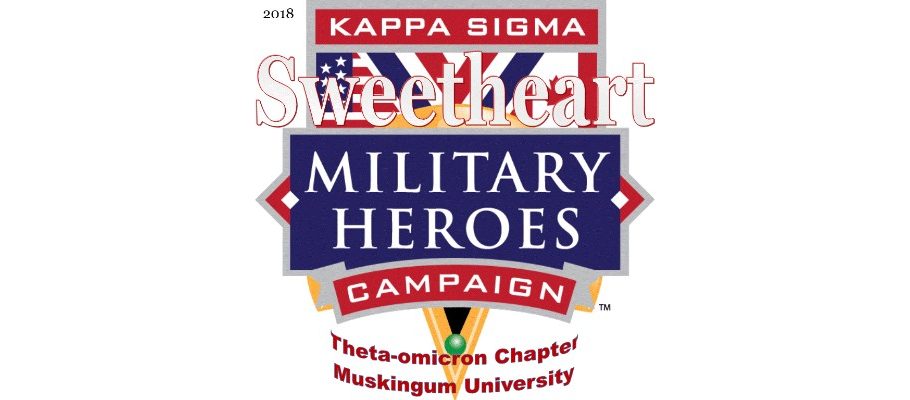 2018
KAPPA SIGMA
Sweetheart
MILITARY
HEROES
CAMPAIGN
TM
Theta-omicron Chapter
Muskingum University